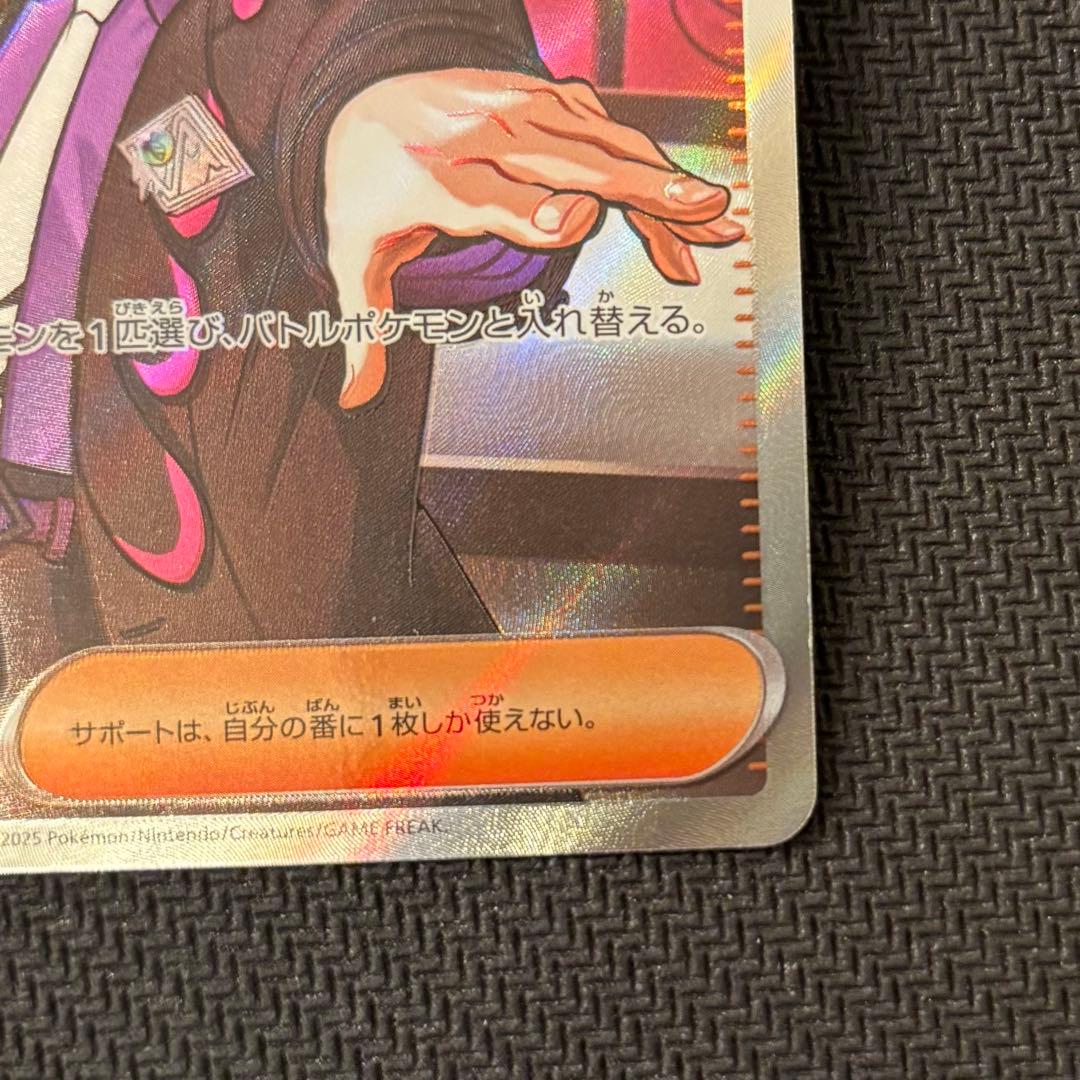 モンを1匹選び、バトルポケモンと入れ替える。
サポートは、自分の番に1枚しか使えない。
2025 Pokémon/Nintendo/Creatures/GAME FREAK.